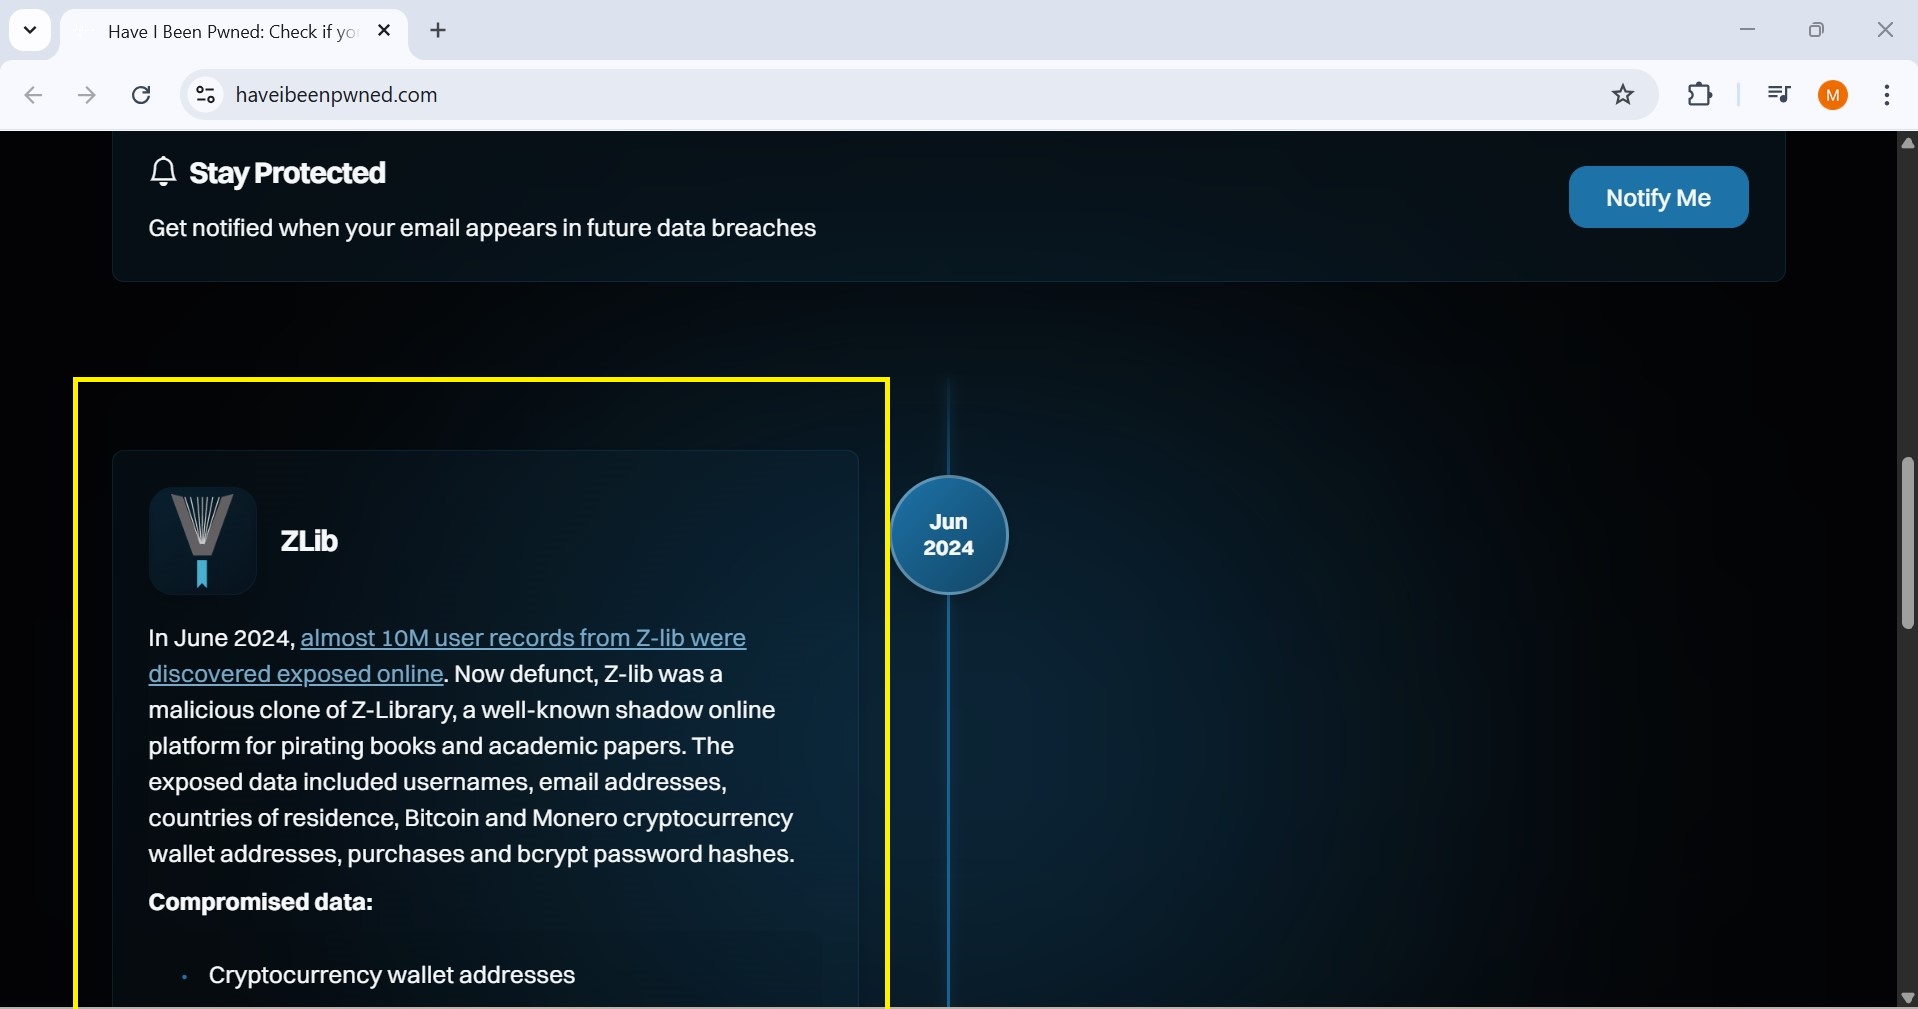 Have I Been Pwned: Check if yo
haveibeenpwned.com
M
Stay Protected
Get notified when your email appears in future data breaches
Notify Me
Jun
2024
ZLib
In June 2024, almost 10M user records from Z-lib were
discovered exposed online. Now defunct, Z-lib was a
malicious clone of Z-Library, a well-known shadow online
platform for pirating books and academic papers. The
exposed data included usernames, email addresses,
countries of residence, Bitcoin and Monero cryptocurrency
wallet addresses, purchases and bcrypt password hashes.
Compromised data:
• Cryptocurrency wallet addresses